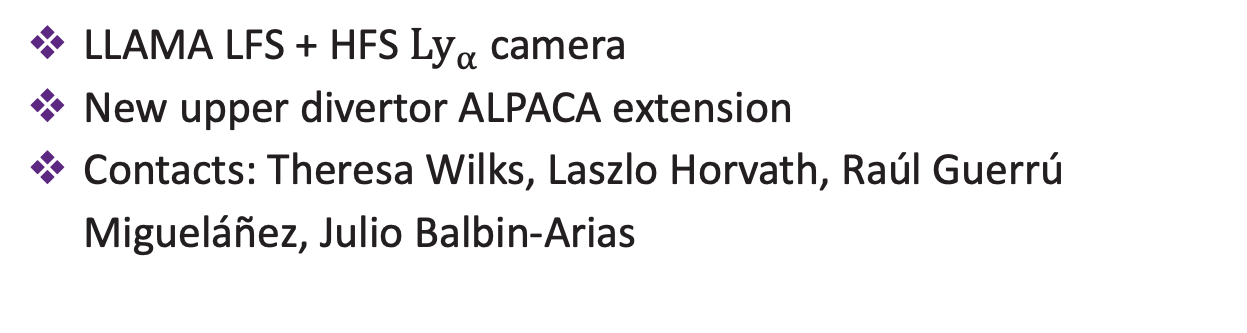 ❖ LLAMA LFS + HFS Lyα camera
❖ New upper divertor ALPACA extension
❖ Contacts: Theresa Wilks, Laszlo Horvath, Raúl Guerrú
Migueláñez, Julio Balbin-Arias